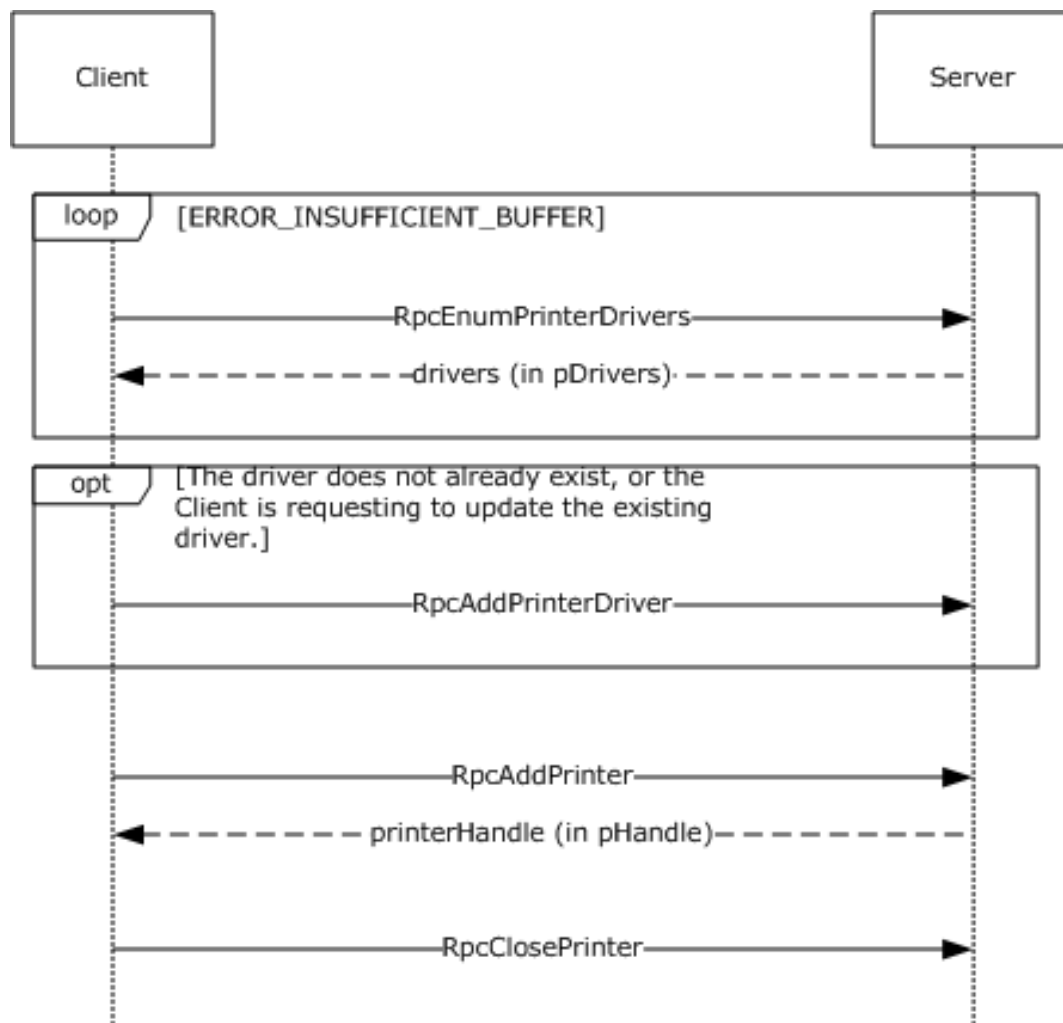 Client
Server
loop
[ERROR_INSUFFICIENT_BUFFER]
RpcEnumPrinterDrivers
drivers (in pDrivers)
opt
[The driver does not already exist, or the
Client is requesting to update the existing
driver.]
RpcAddPrinterDriver
RpcAddPrinter
printerHandle (in pHandle)
RpcClosePrinter